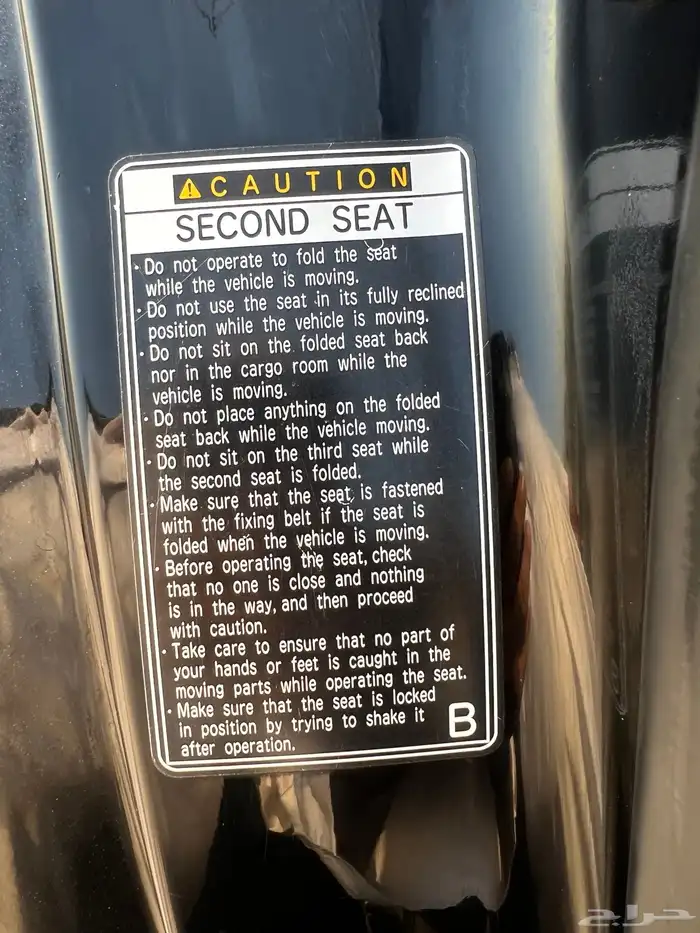 ⚠CAUTION
SECOND SEAT
·Do not operate to fold the seat
while the vehicle is moving.
·Do not use the seat in its fully reclined
position while the vehicle is moving.
·Do not sit on the folded seat back
nor in the cargo room while the
vehicle is moving.
·Do not place anything on the folded
seat back while the vehicle moving.
·Do not sit on the third seat while
the second seat is folded.
·Make sure that the seat is fastened
with the fixing belt if the seat is
folded when the vehicle is moving.
·Before operating the seat, check
that no one is close and nothing
is in the way, and then proceed
with caution.
·Take care to ensure that no part of
your hands or feet is caught in the
moving parts while operating the seat.
·Make sure that the seat is locked
in position by trying to shake it
after operation.
B
حراج